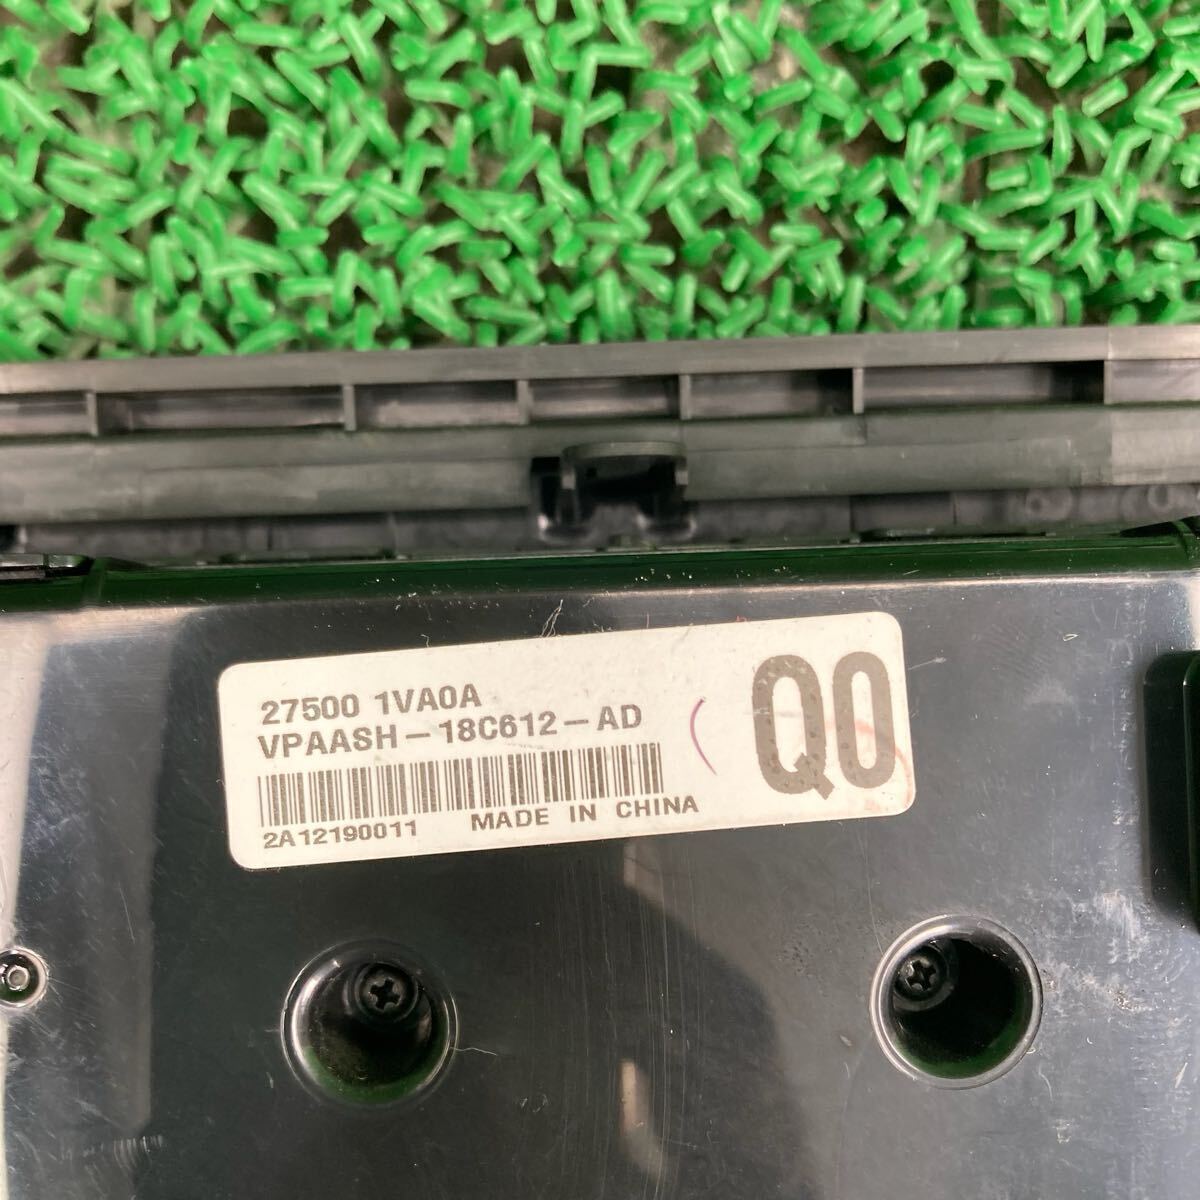 27500 1VA0A
VPAASH-18C612-AD
Q0
2A12190011 MADE IN CHINA